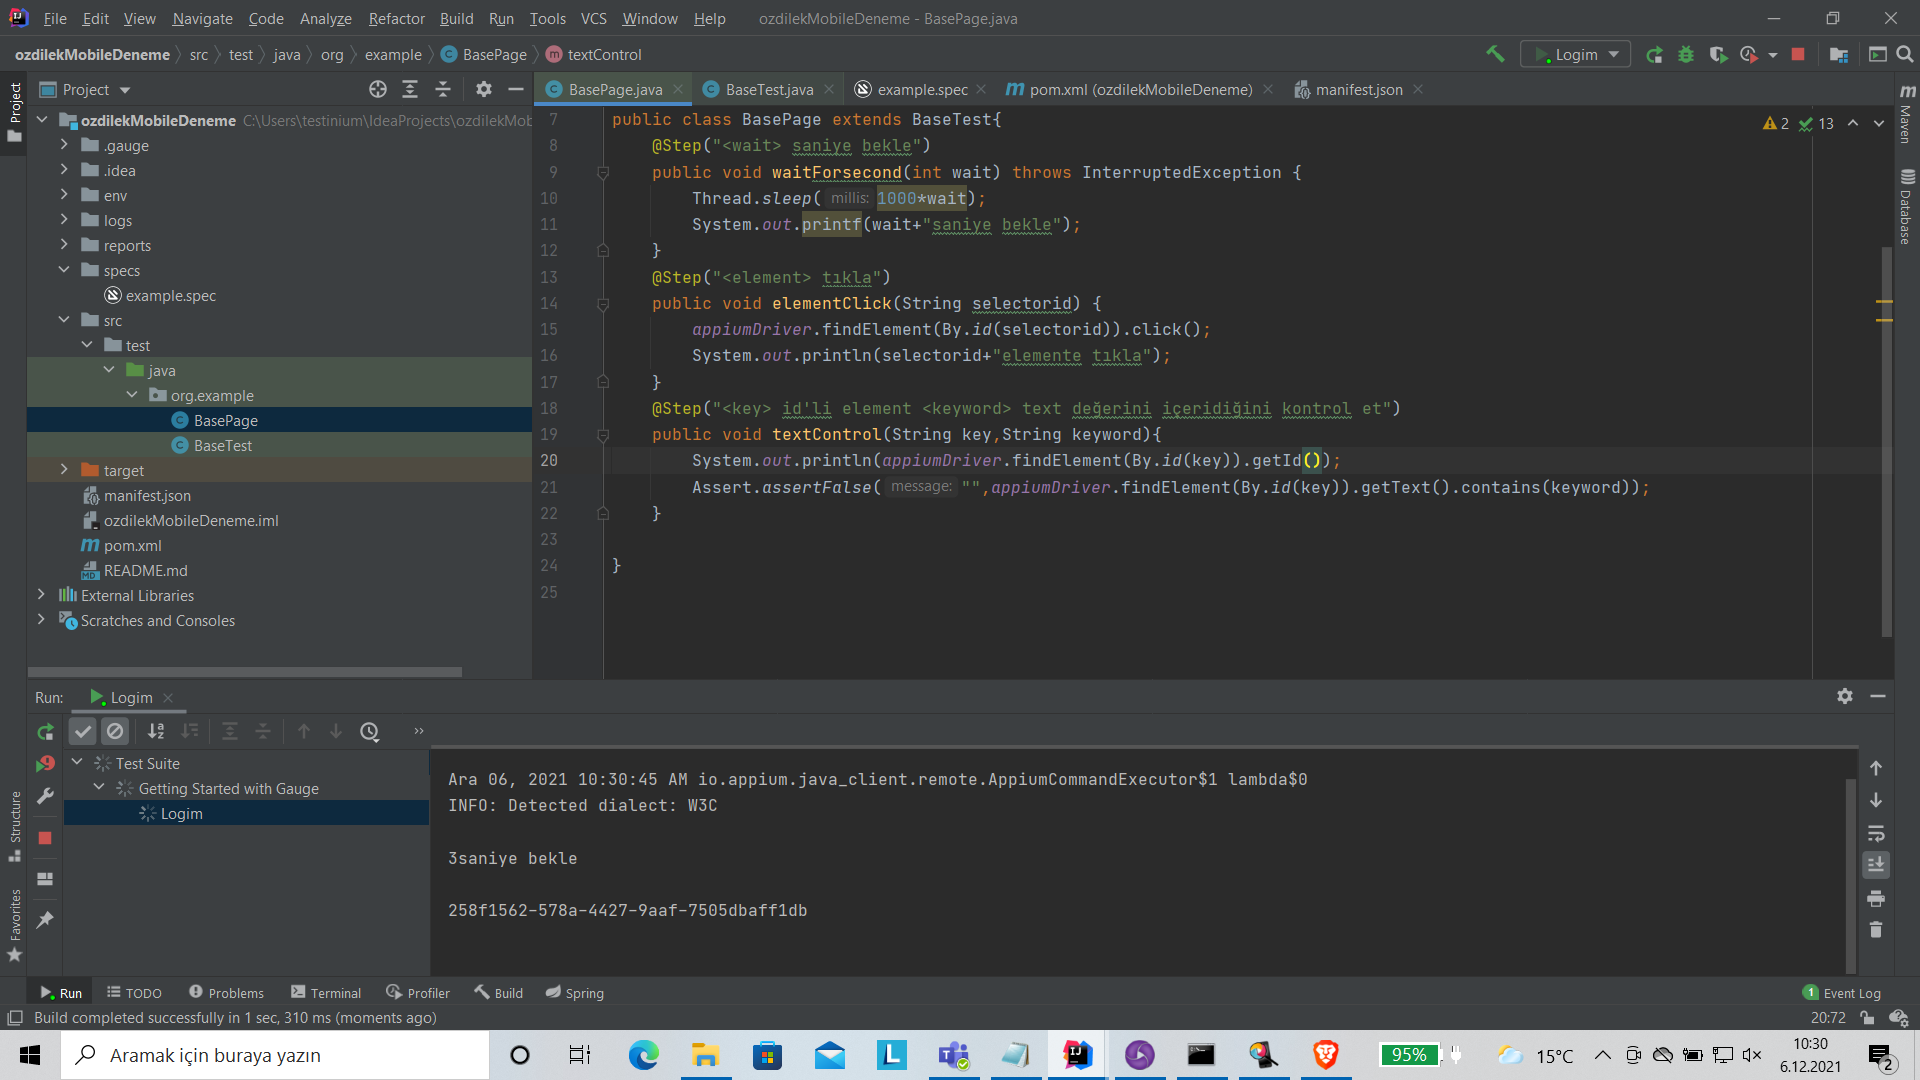 File Edit View Navigate Code Analyze Refactor Build Run Tools VCS Window Help ozdilekMobileDeneme - BasePage.java
ozdilekMobileDeneme src test java org example BasePage textControl Logim
Project
BasePage.java BaseTest.java example.spec pom.xml (ozdilekMobileDeneme) manifest.json
ozdilekMobileDeneme C:\Users\testinium\IdeaProjects\ozdilekMob
.gauge
.idea
env
logs
reports
specs
example.spec
src
test
java
org.example
BasePage
BaseTest
target
manifest.json
ozdilekMobileDeneme.iml
pom.xml
README.md
External Libraries
Scratches and Consoles
2 13
7 public class BasePage extends BaseTest{
8 @Step("<wait> saniye bekle")
9 public void waitForsecond(int wait) throws InterruptedException {
10 Thread.sleep( millis: 1000*wait);
11 System.out.printf(wait+"saniye bekle");
12 }
13 @Step("<element> tıkla")
14 public void elementClick(String selectorid) {
15 appiumDriver.findElement(By.id(selectorid)).click();
16 System.out.println(selectorid+"elemente tıkla");
17 }
18 @Step("<key> id'li element <keyword> text değerini içeridiğini kontrol et")
19 public void textControl(String key,String keyword){
20 System.out.println(appiumDriver.findElement(By.id(key)).getId());
21 Assert.assertFalse( message: "",appiumDriver.findElement(By.id(key)).getText().contains(keyword));
22 }
23
24 }
25
Project
Structure
Favorites
Maven
Database
Run: Logim
Test Suite
Getting Started with Gauge
Logim
Ara 06, 2021 10:30:45 AM io.appium.java_client.remote.AppiumCommandExecutor$1 lambda$0
INFO: Detected dialect: W3C
3saniye bekle
258f1562-578a-4427-9aaf-7505dbaff1db
Run TODO Problems Terminal Profiler Build Spring 1 Event Log
Build completed successfully in 1 sec, 310 ms (moments ago) 20:72
Aramak için buraya yazın 95% 15°C 10:30
6.12.2021 2